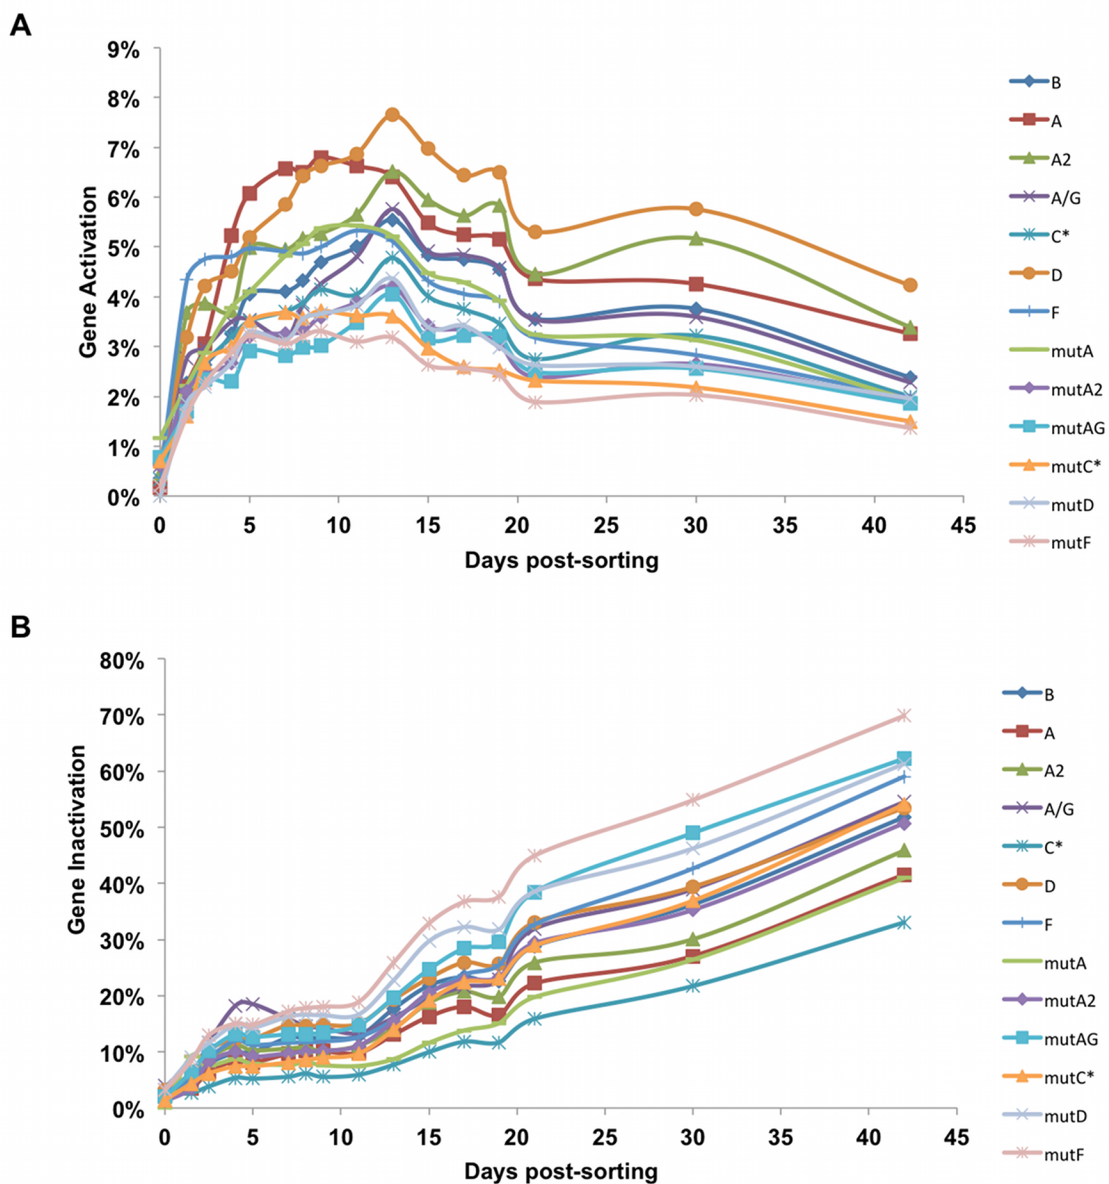 A
9%
8%
7%
6%
5%
4%
3%
2%
1%
0%
Gene Activation
0 5 10 15 20 25 30 35 40 45
Days post-sorting
B
A
A2
A/G
C*
D
F
mutA
mutA2
mutAG
mutC*
mutD
mutF
B
80%
70%
60%
50%
40%
30%
20%
10%
0%
Gene Inactivation
0 5 10 15 20 25 30 35 40 45
Days post-sorting
B
A
A2
A/G
C*
D
F
mutA
mutA2
mutAG
mutC*
mutD
mutF